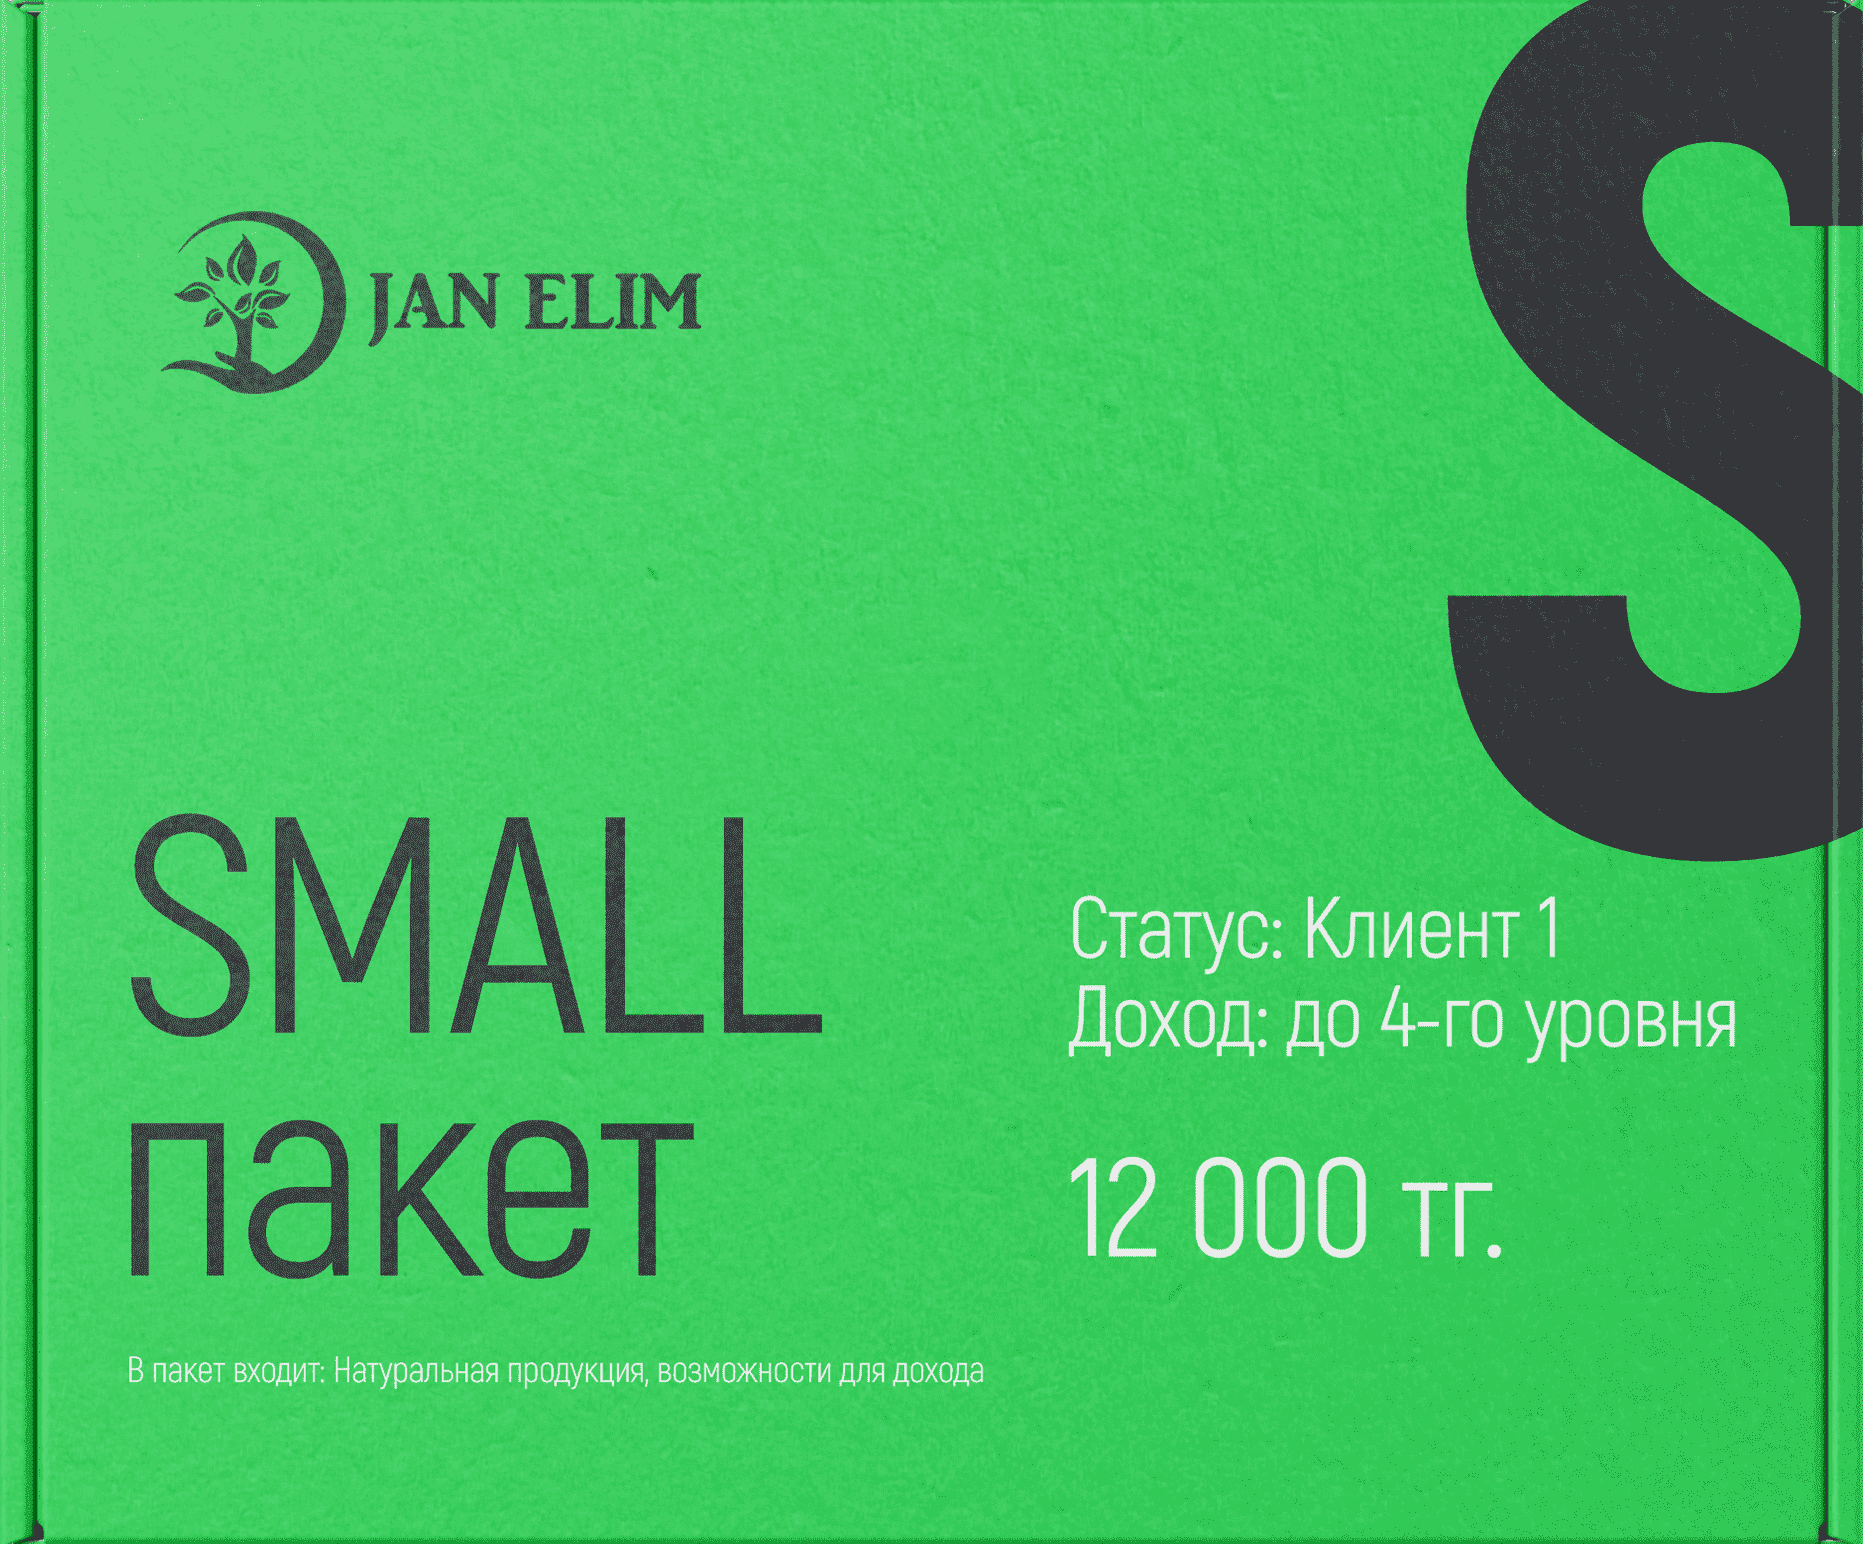 S
JAN ELIM
SMALL
пакет
Статус: Клиент 1
Доход: до 4-го уровня
12 000 тг.
В пакет входит: Натуральная продукция, возможности для дохода